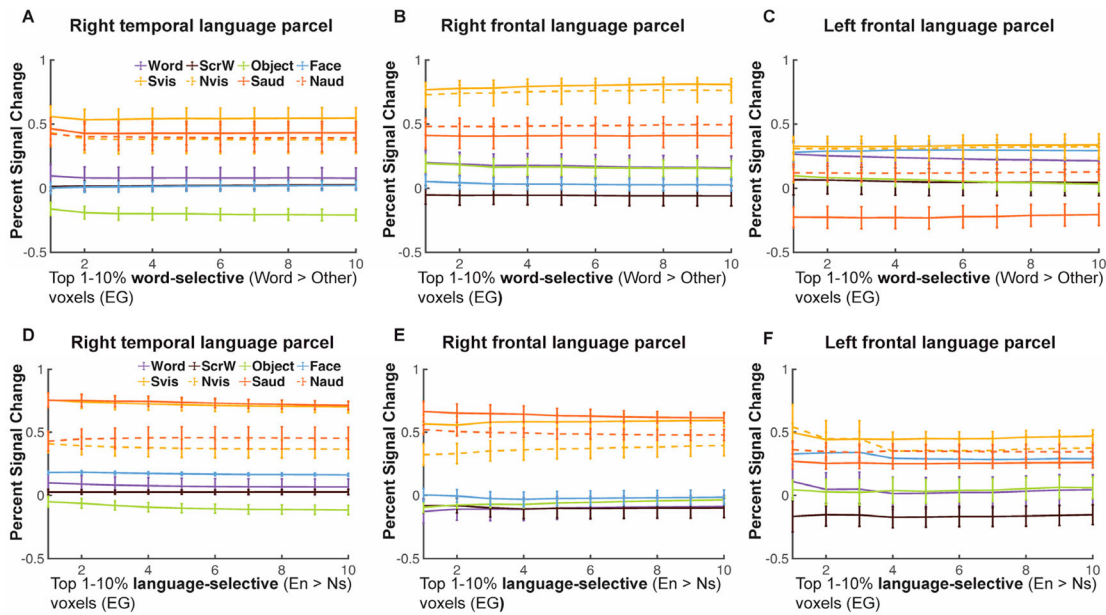 A
Right temporal language parcel
Percent Signal Change
1
0.5
0
-0.5
Word ScrW Object Face
Svis Nvis Saud Naud
2 4 6 8 10
Top 1-10% word-selective (Word > Other)
voxels (EG)
B
Right frontal language parcel
Percent Signal Change
1
0.5
0
-0.5
2 4 6 8 10
Top 1-10% word-selective (Word > Other)
voxels (EG)
C
Left frontal language parcel
Percent Signal Change
1
0.5
0
-0.5
2 4 6 8 10
Top 1-10% word-selective (Word > Other)
voxels (EG)
D
Right temporal language parcel
Percent Signal Change
1
0.5
0
-0.5
Word ScrW Object Face
Svis Nvis Saud Naud
2 4 6 8 10
Top 1-10% language-selective (En > Ns)
voxels (EG)
E
Right frontal language parcel
Percent Signal Change
1
0.5
0
-0.5
2 4 6 8 10
Top 1-10% language-selective (En > Ns)
voxels (EG)
F
Left frontal language parcel
Percent Signal Change
1
0.5
0
-0.5
2 4 6 8 10
Top 1-10% language-selective (En > Ns)
voxels (EG)